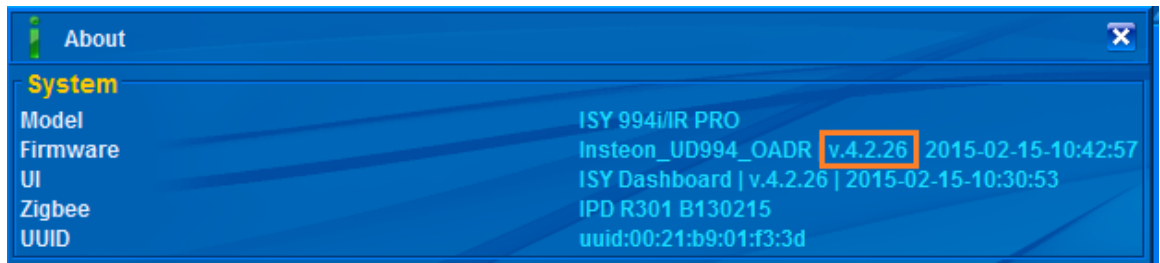 About
System
Model ISY 994i/IR PRO
Firmware Insteon_UD994_OADR | v.4.2.26 | 2015-02-15-10:42:57
UI ISY Dashboard | v.4.2.26 | 2015-02-15-10:30:53
Zigbee IPD R301 B130215
UUID uuid:00:21:b9:01:f3:3d